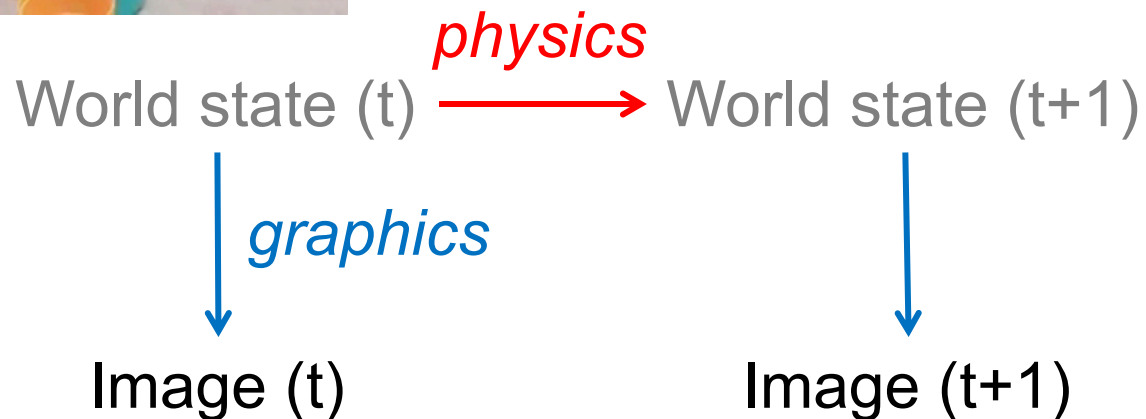 physics
World state (t) World state (t+1)
graphics
Image (t) Image (t+1)